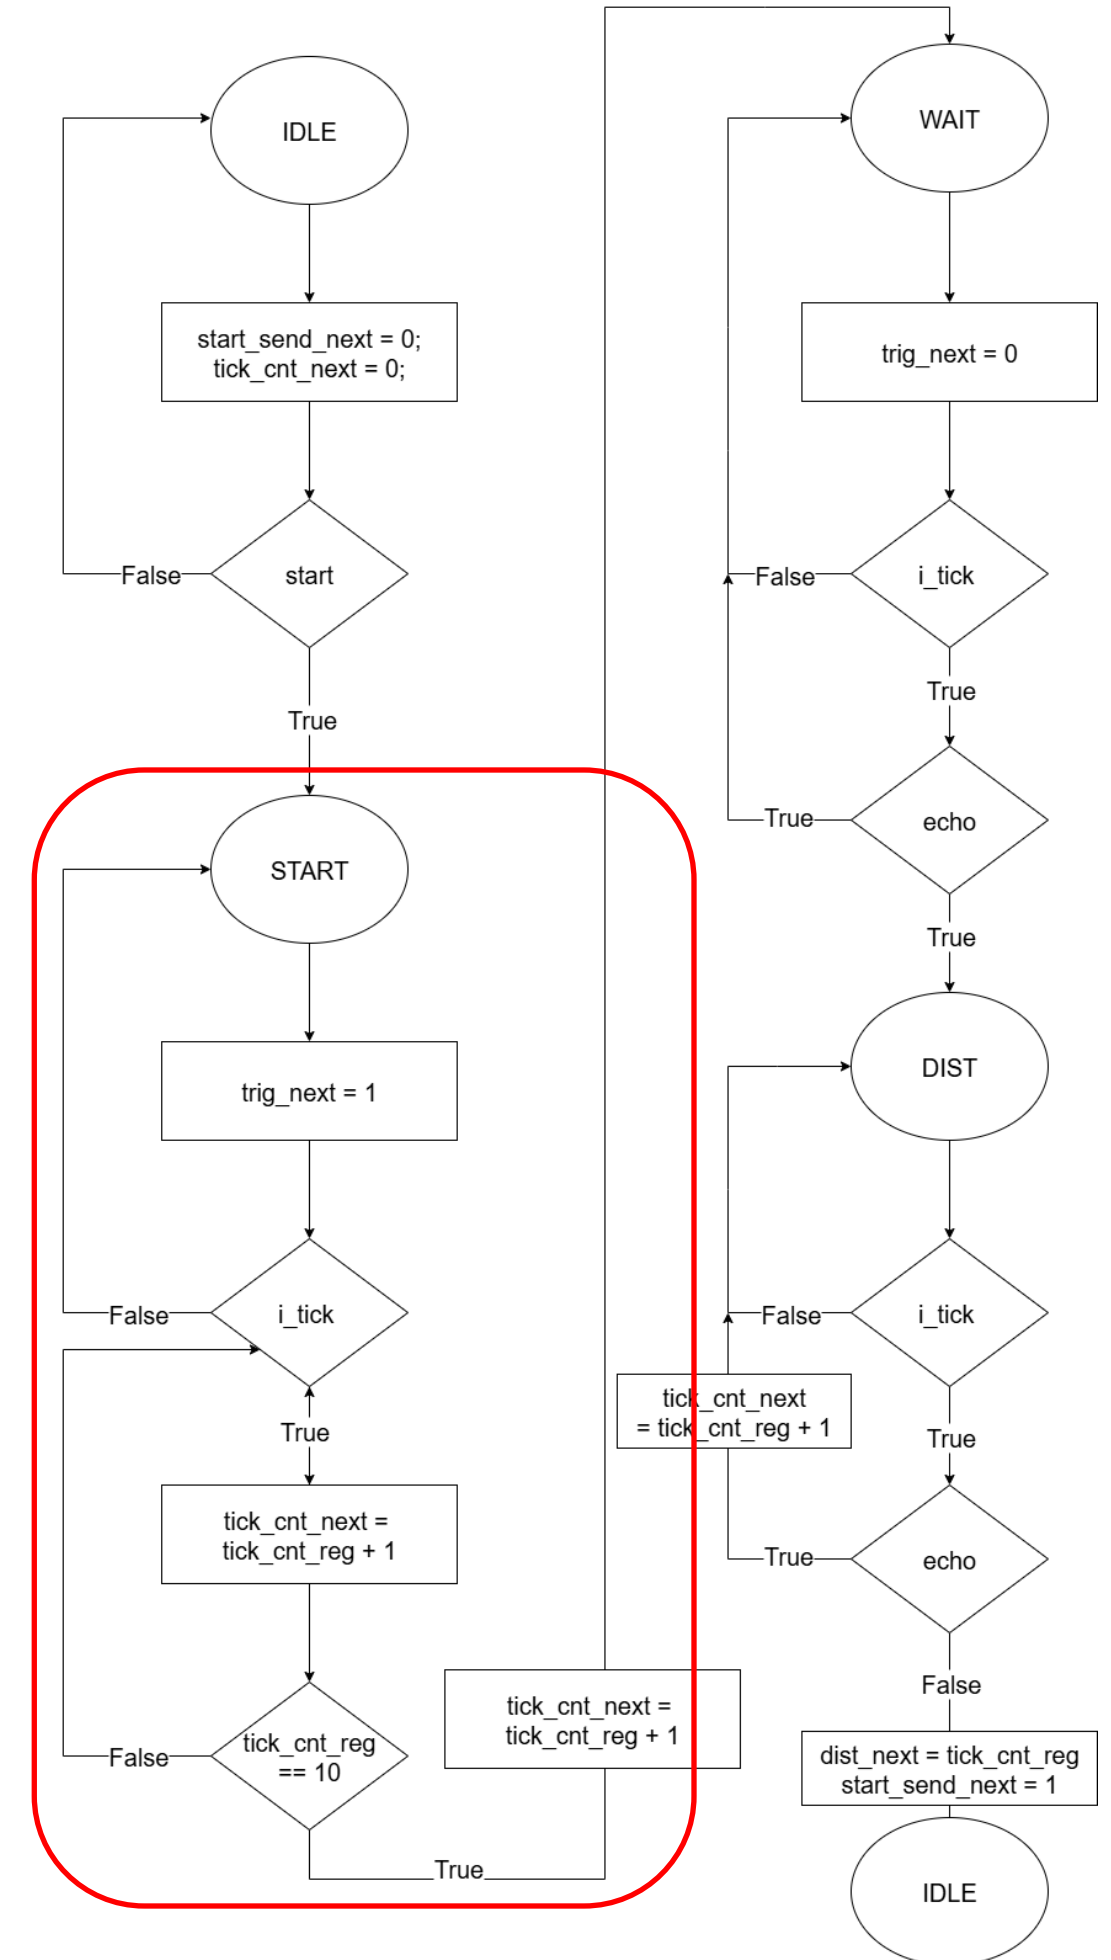 IDLE
start_send_next = 0;
tick_cnt_next = 0;
start
False
True
START
trig_next = 1
i_tick
False
True
tick_cnt_next =
tick_cnt_reg + 1
tick_cnt_reg
== 10
False
True
tick_cnt_next =
tick_cnt_reg + 1
WAIT
trig_next = 0
i_tick
False
True
echo
True
True
DIST
i_tick
False
tick_cnt_next
= tick_cnt_reg + 1
True
echo
True
False
dist_next = tick_cnt_reg
start_send_next = 1
IDLE